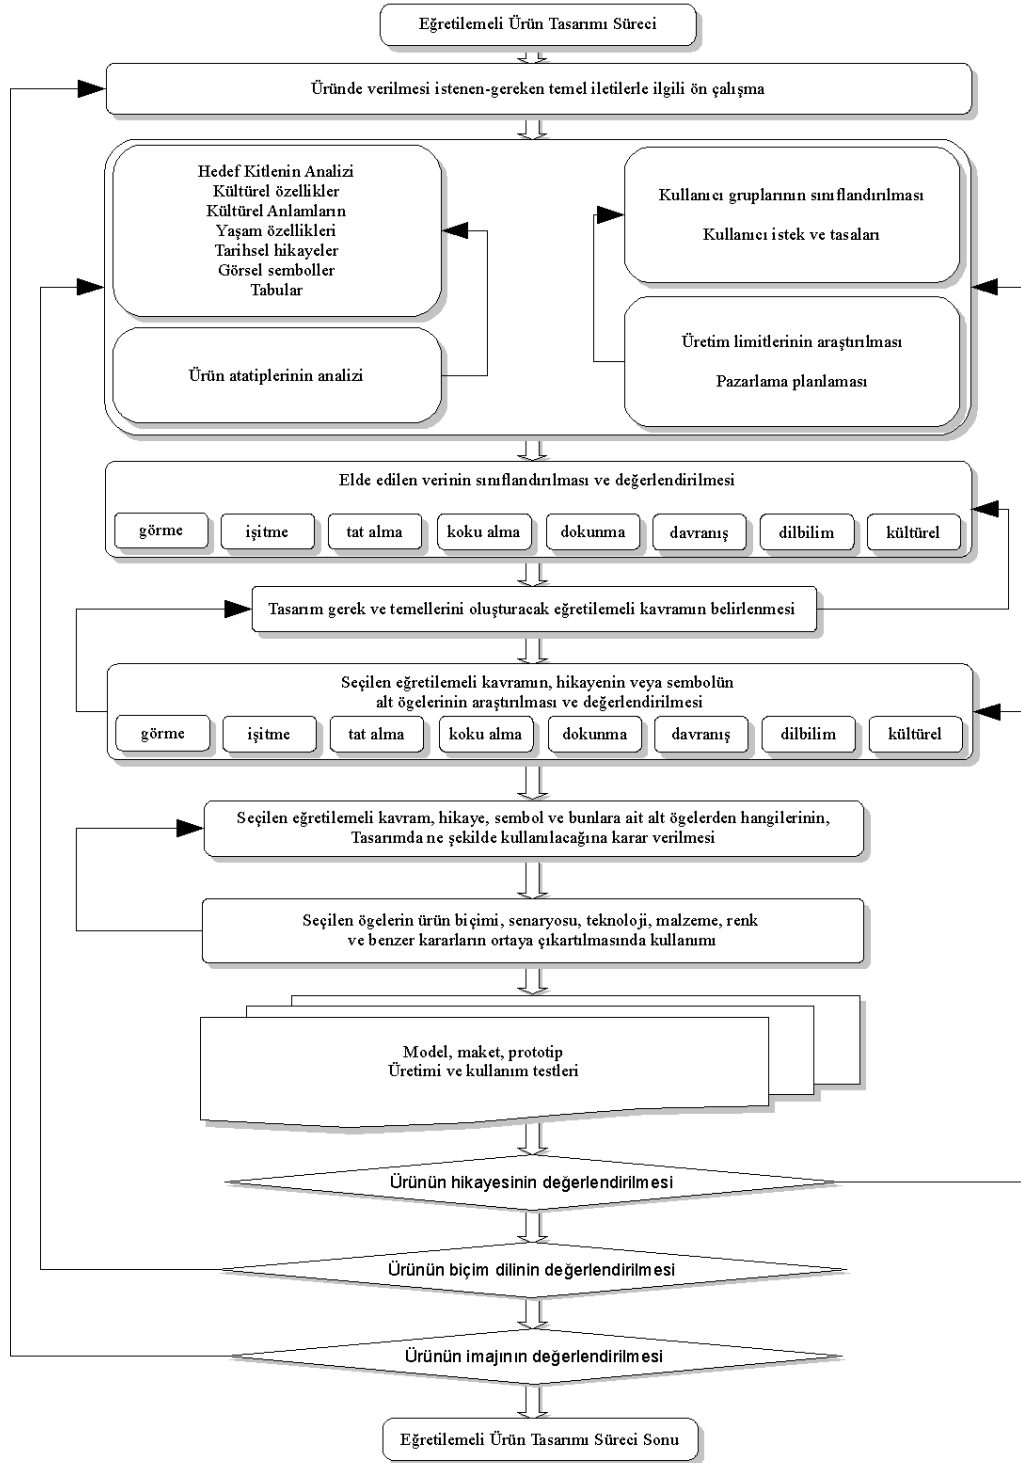 Eğretilemeli Ürün Tasarımı Süreci
Üründe verilmesi istenen-gereken temel iletilerle ilgili ön çalışma
Hedef Kitlenin Analizi
Kültürel özellikler
Kültürel Anlamların
Yaşam özellikleri
Tarihsel hikayeler
Görsel semboller
Tabular
Ürün atatiplerinin analizi
Kullanıcı gruplarının sınıflandırılması
Kullanıcı istek ve tasaları
Üretim limitlerinin araştırılması
Pazarlama planlaması
Elde edilen verinin sınıflandırılması ve değerlendirilmesi
görme işitme tat alma koku alma dokunma davranış dilbilim kültürel
Tasarım gerek ve temellerini oluşturacak eğretilemeli kavramın belirlenmesi
Seçilen eğretilemeli kavramın, hikayenin veya sembolün
alt ögelerinin araştırılması ve değerlendirilmesi
görme işitme tat alma koku alma dokunma davranış dilbilim kültürel
Seçilen eğretilemeli kavram, hikaye, sembol ve bunlara ait alt ögelerden hangilerinin,
Tasarımda ne şekilde kullanılacağına karar verilmesi
Seçilen ögelerin ürün biçimi, senaryosu, teknoloji, malzeme, renk
ve benzer kararların ortaya çıkartılmasında kullanımı
Model, maket, prototip
Üretimi ve kullanım testleri
Ürünün hikayesinin değerlendirilmesi
Ürünün biçim dilinin değerlendirilmesi
Ürünün imajının değerlendirilmesi
Eğretilemeli Ürün Tasarımı Süreci Sonu